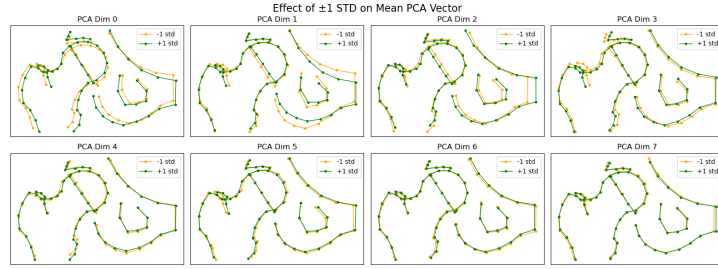 Effect of ±1 STD on Mean PCA Vector
PCA Dim 0
-1 std
+1 std
PCA Dim 1
-1 std
+1 std
PCA Dim 2
-1 std
+1 std
PCA Dim 3
-1 std
+1 std
PCA Dim 4
-1 std
+1 std
PCA Dim 5
-1 std
+1 std
PCA Dim 6
-1 std
+1 std
PCA Dim 7
-1 std
+1 std